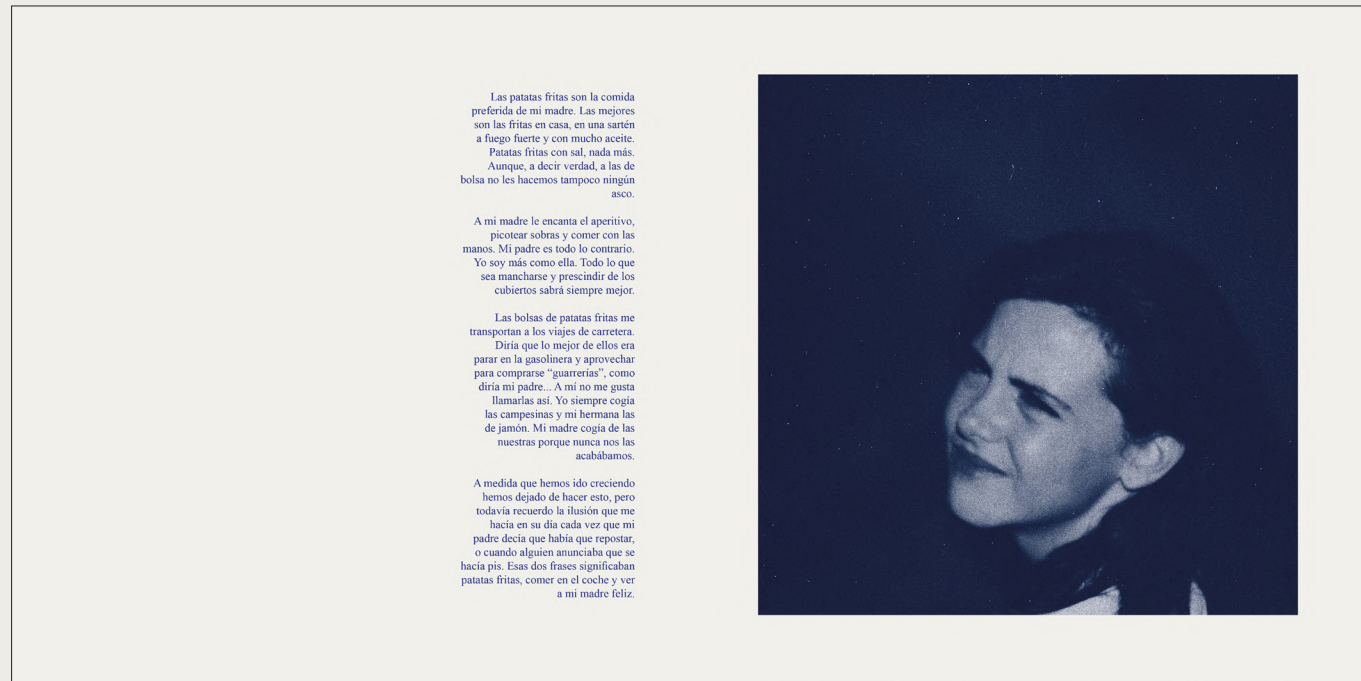 Las patatas fritas son la comida
preferida de mi madre. Las mejores
son las fritas en casa, en una sartén
a fuego fuerte y con mucho aceite.
Patatas fritas con sal, nada más.
Aunque, a decir verdad, a las de
bolsa no les hacemos tampoco ningún
asco.
A mi madre le encanta el aperitivo,
picotear sobras y comer con las
manos. Mi padre es todo lo contrario.
Yo soy más como ella. Todo lo que
sea mancharse y prescindir de los
cubiertos sabrá siempre mejor.
Las bolsas de patatas fritas me
transportan a los viajes de carretera.
Diría que lo mejor de ellos era
parar en la gasolinera y aprovechar
para comprarse “guarrerías”, como
diría mi padre... A mí no me gusta
llamarlas así. Yo siempre cogía
las campesinas y mi hermana las
de jamón. Mi madre cogía de las
nuestras porque nunca nos las
acabábamos.
A medida que hemos ido creciendo
hemos dejado de hacer esto, pero
todavía recuerdo la ilusión que me
hacía en su día cada vez que mi
padre decía que había que repostar,
o cuando alguien anunciaba que se
hacía pis. Esas dos frases significaban
patatas fritas, comer en el coche y ver
a mi madre feliz.